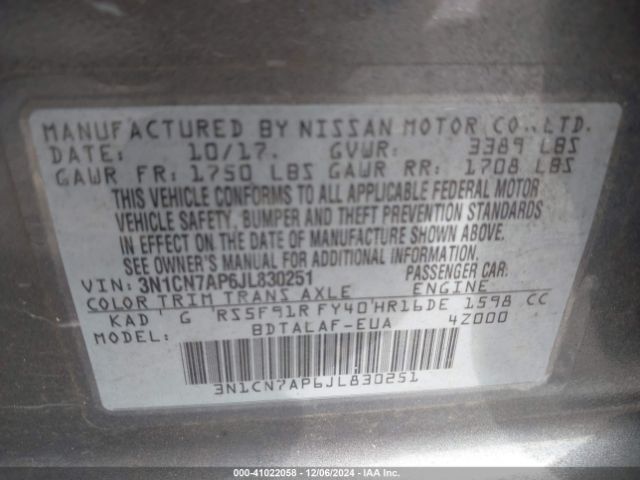 MANUFACTURED BY NISSAN MOTOR CO.,LTD.
DATE: 10/17. GVWR: 3389 LBS
GAWR FR: 1750 LBS GAWR RR: 1708 LBS
THIS VEHICLE CONFORMS TO ALL APPLICABLE FEDERAL MOTOR
VEHICLE SAFETY, BUMPER AND THEFT PREVENTION STANDARDS
IN EFFECT ON THE DATE OF MANUFACTURE SHOWN ABOVE.
SEE OWNER'S MANUAL FOR ADDITIONAL INFORMATION.
VIN: 3N1CN7AP6JL830251 PASSENGER CAR.
COLOR TRIM TRANS AXLE ENGINE
KAD G RS5F91R FY40 HR16DE 1598 CC
MODEL: BDTALAF-EUA 4Z000
3N1CN7AP6JL830251
000-41022058 - 12/06/2024 - IAA Inc.